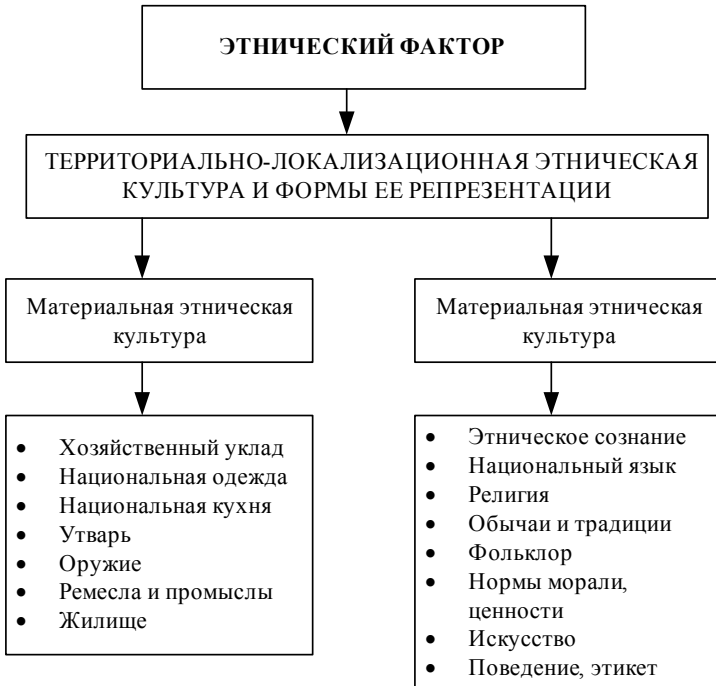 ЭТНИЧЕСКИЙ ФАКТОР
ТЕРРИТОРИАЛЬНО-ЛОКАЛИЗАЦИОННАЯ ЭТНИЧЕСКАЯ
КУЛЬТУРА И ФОРМЫ ЕЕ РЕПРЕЗЕНТАЦИИ
Материальная этническая
культура
Материальная этническая
культура
• Хозяйственный уклад
• Национальная одежда
• Национальная кухня
• Утварь
• Оружие
• Ремесла и промыслы
• Жилище
• Этническое сознание
• Национальный язык
• Религия
• Обычаи и традиции
• Фольклор
• Нормы морали,
ценности
• Искусство
• Поведение, этикет